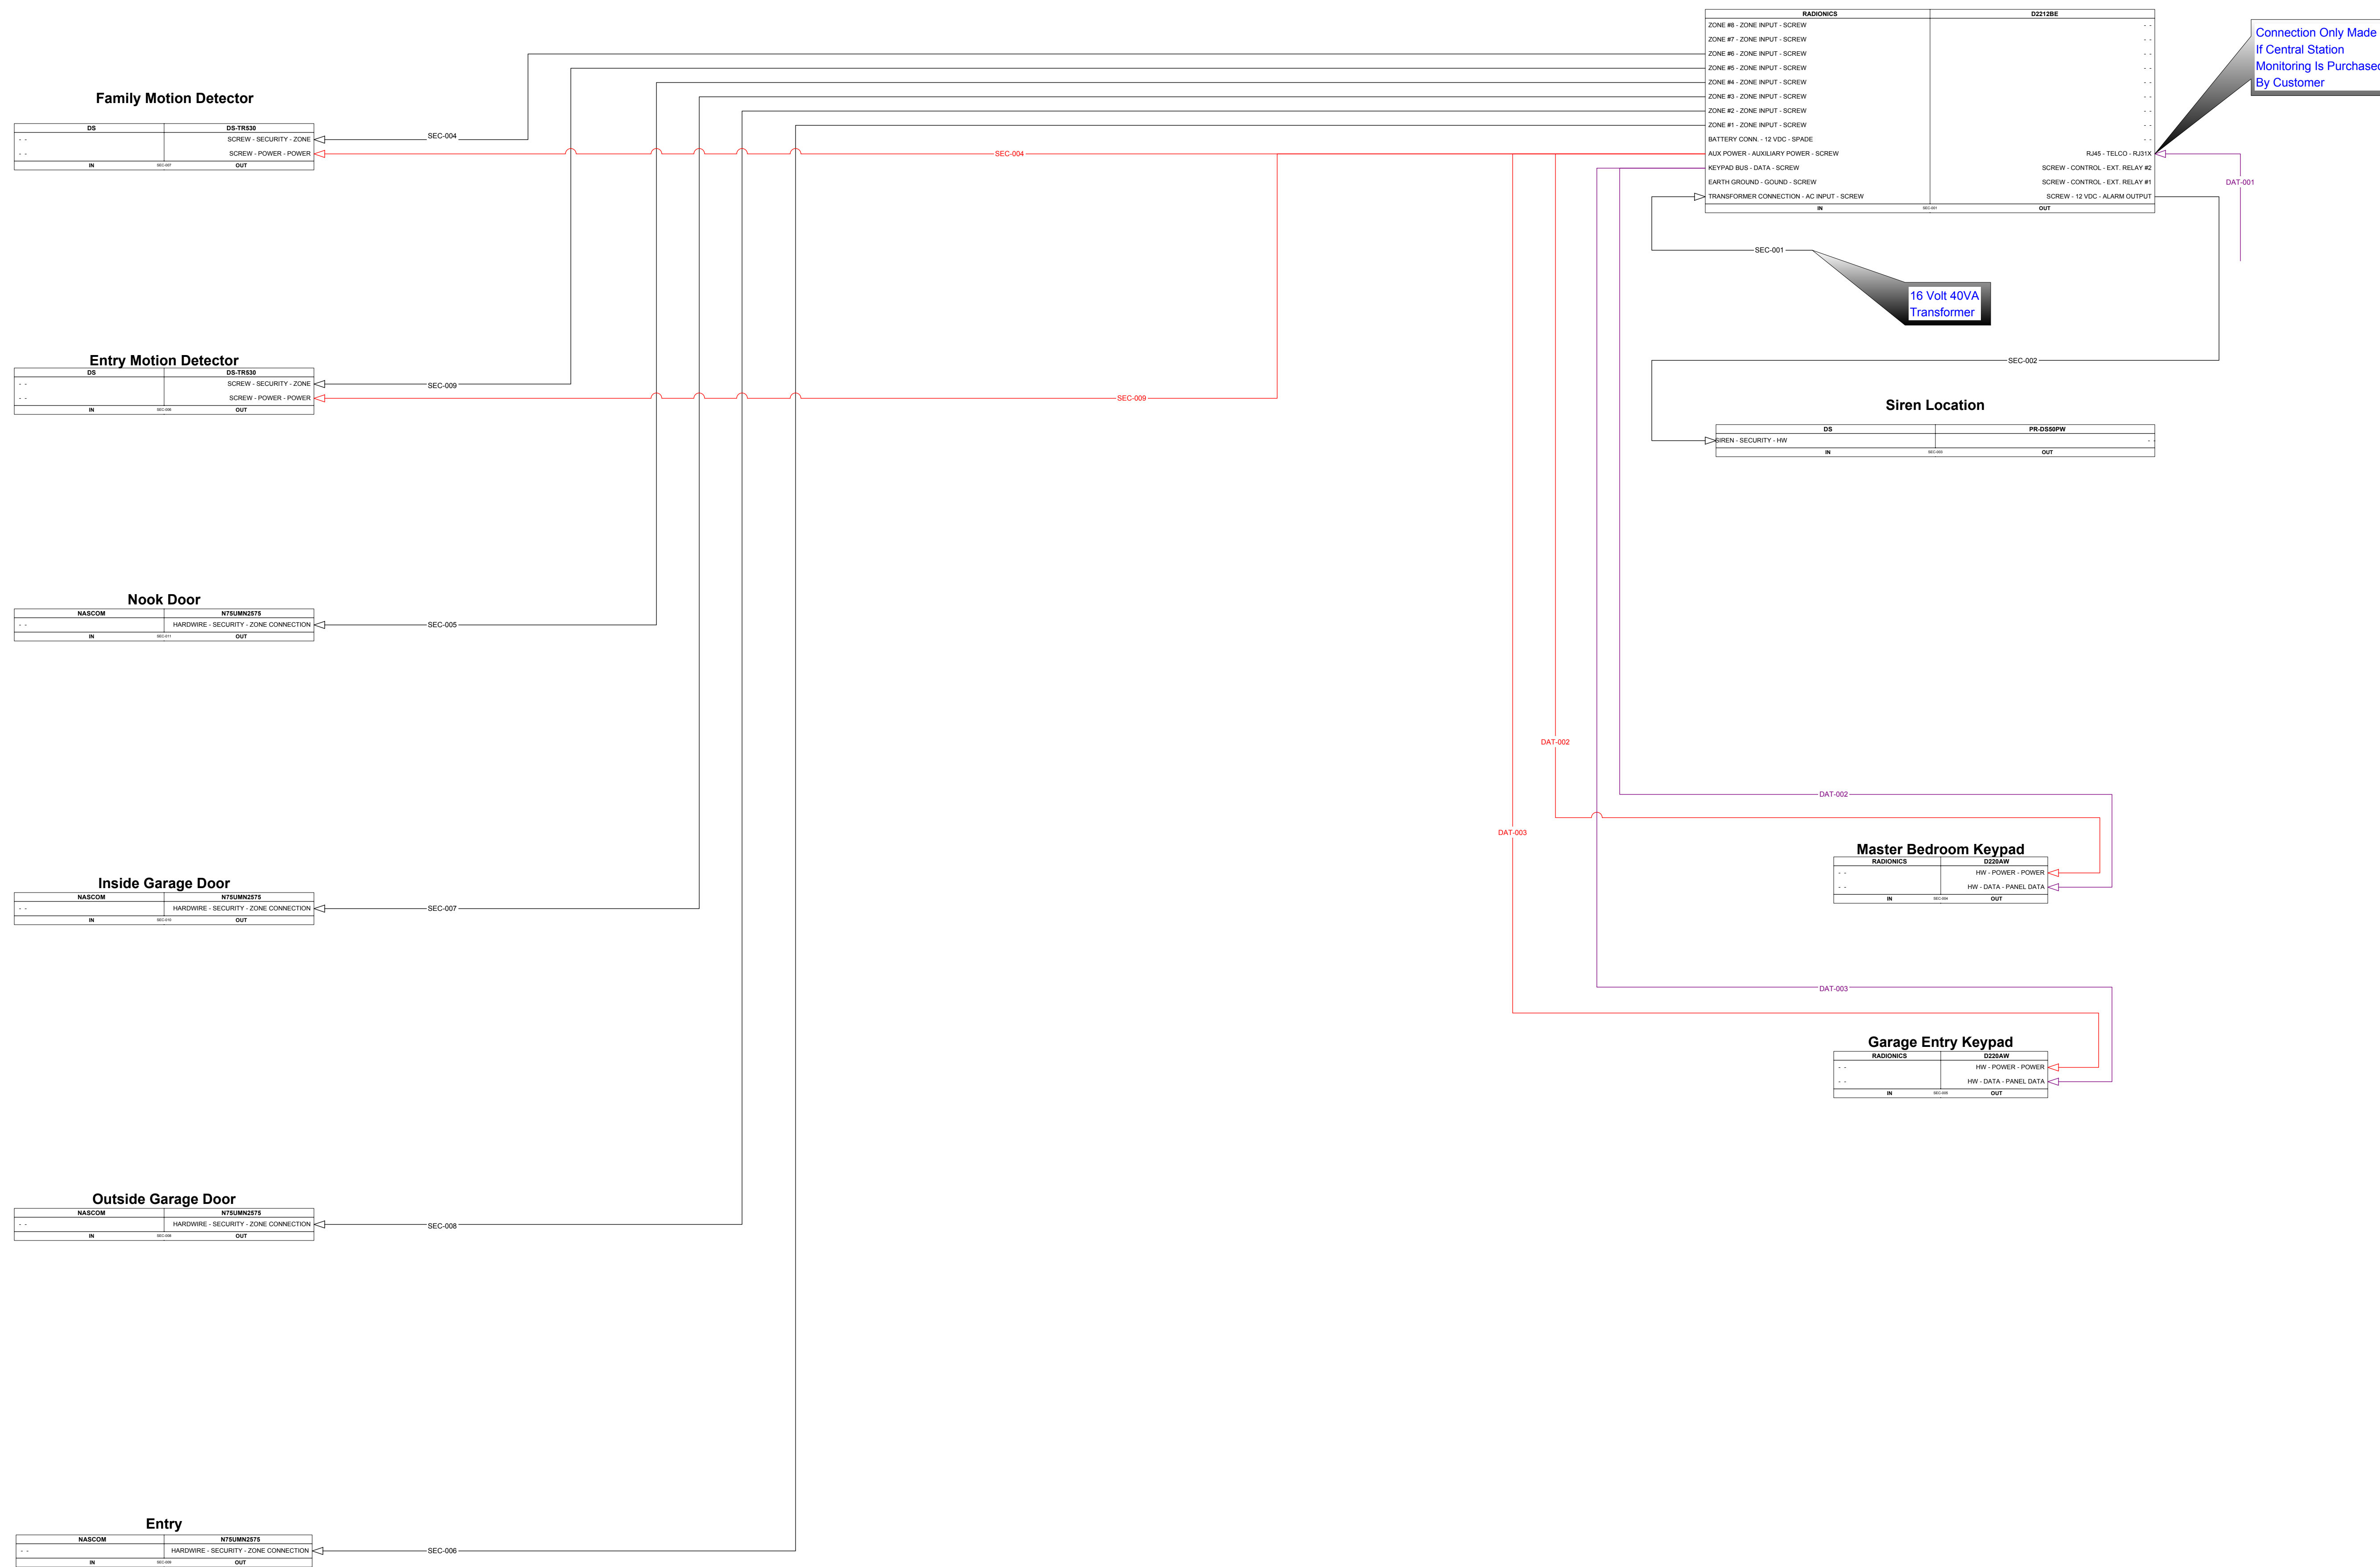 RADIONICS D2212BE
ZONE #8 - ZONE INPUT - SCREW - -
ZONE #7 - ZONE INPUT - SCREW - -
ZONE #6 - ZONE INPUT - SCREW - -
ZONE #5 - ZONE INPUT - SCREW - -
ZONE #4 - ZONE INPUT - SCREW - -
ZONE #3 - ZONE INPUT - SCREW - -
ZONE #2 - ZONE INPUT - SCREW - -
ZONE #1 - ZONE INPUT - SCREW - -
BATTERY CONN. - 12 VDC - SPADE - -
AUX POWER - AUXILIARY POWER - SCREW RJ45 - TELCO - RJ31X
KEYPAD BUS - DATA - SCREW SCREW - CONTROL - EXT. RELAY #2
EARTH GROUND - GOUND - SCREW SCREW - CONTROL - EXT. RELAY #1
TRANSFORMER CONNECTION - AC INPUT - SCREW SCREW - 12 VDC - ALARM OUTPUT
IN SEC-001 OUT
Connection Only Made
If Central Station
Monitoring Is Purchased
By Customer
DAT-001
SEC-001
16 Volt 40VA
Transformer
SEC-002
Family Motion Detector
DS DS-TR530
- - SCREW - SECURITY - ZONE
- - SCREW - POWER - POWER
IN SEC-007 OUT
SEC-004
SEC-004
Entry Motion Detector
DS DS-TR530
- - SCREW - SECURITY - ZONE
- - SCREW - POWER - POWER
IN OUT
SEC-009
SEC-009
Siren Location
DS PR-DS50PW
SIREN - SECURITY - HW - -
IN OUT
Nook Door
NASCOM N75UMN2575
- - HARDWIRE - SECURITY - ZONE CONNECTION
IN SEC-011 OUT
SEC-005
DAT-002
DAT-002
DAT-003
Master Bedroom Keypad
RADIONICS D220AW
- - HW - POWER - POWER
- - HW - DATA - PANEL DATA
IN OUT
Inside Garage Door
NASCOM N75UMN2575
- - HARDWIRE - SECURITY - ZONE CONNECTION
IN SEC-010 OUT
SEC-007
DAT-003
Garage Entry Keypad
RADIONICS D220AW
- - HW - POWER - POWER
- - HW - DATA - PANEL DATA
IN OUT
Outside Garage Door
NASCOM N75UMN2575
- - HARDWIRE - SECURITY - ZONE CONNECTION
IN OUT
SEC-008
Entry
NASCOM N75UMN2575
- - HARDWIRE - SECURITY - ZONE CONNECTION
IN OUT
SEC-006